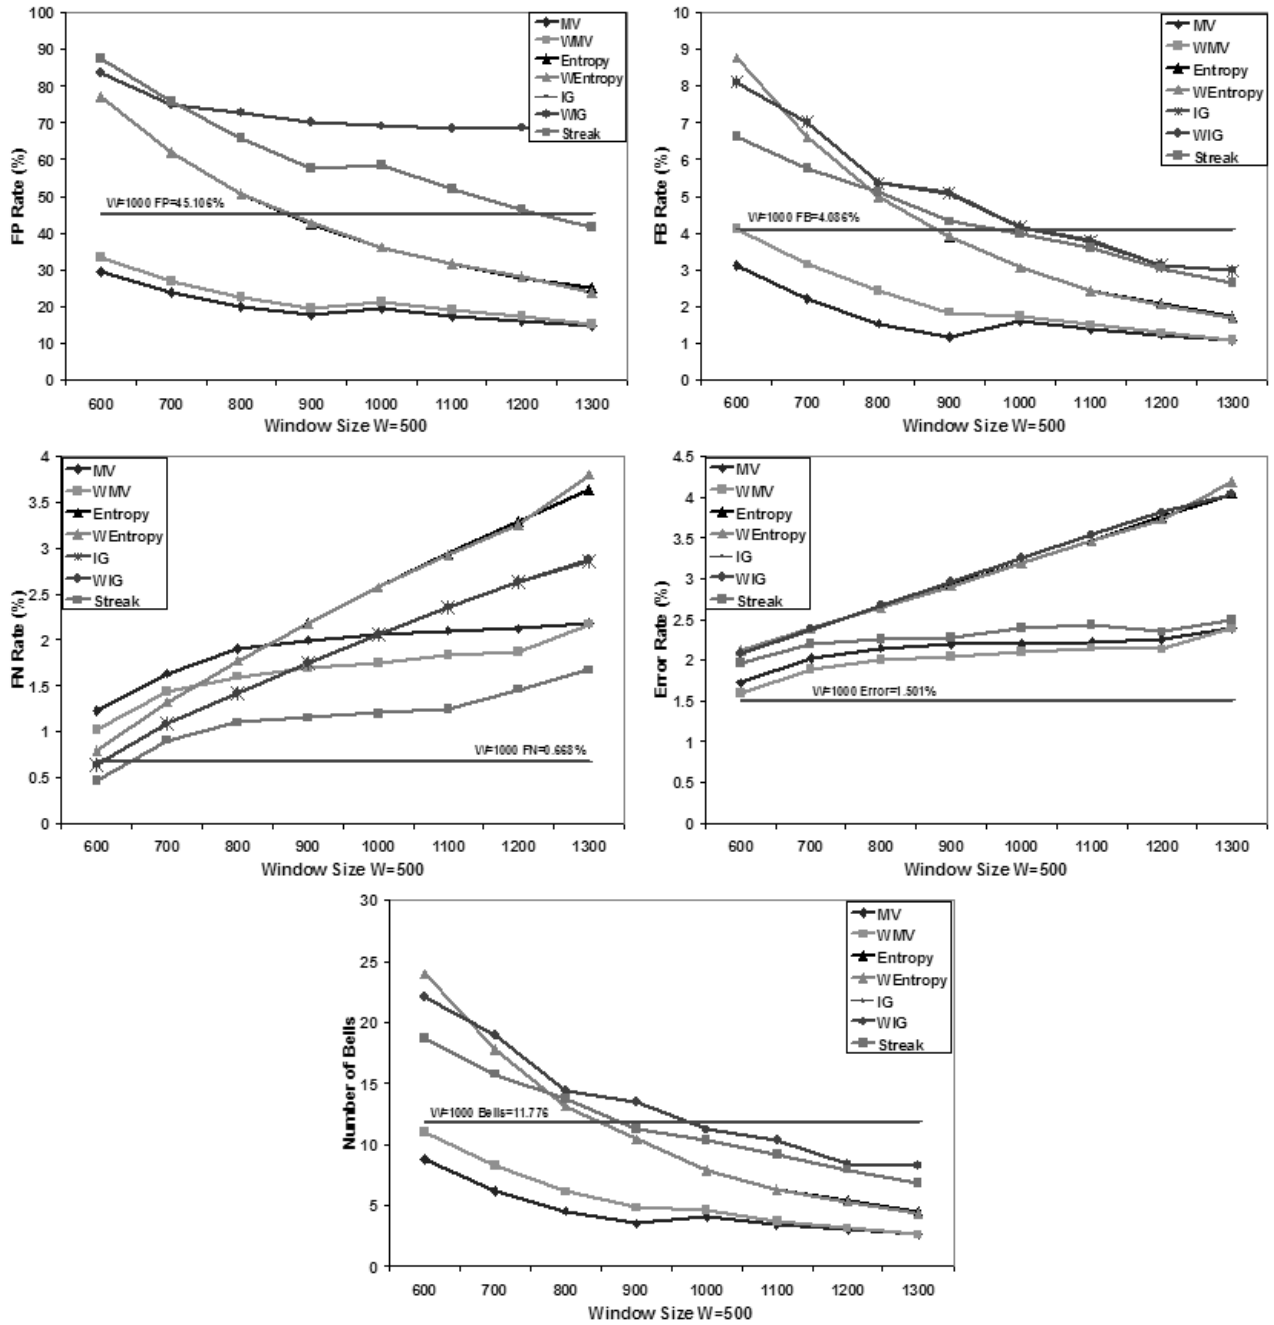 100
90
80
70
60
50
40
30
20
10
0
FP Rate (%)
MV
WMV
Entropy
WEntropy
IG
WIG
Streak
W=1000 FP=45.106%
600 700 800 900 1000 1100 1200 1300
Window Size W=500
10
9
8
7
6
5
4
3
2
1
0
FB Rate (%)
MV
WMV
Entropy
WEntropy
IG
WIG
Streak
W=1000 FB=4.086%
600 700 800 900 1000 1100 1200 1300
Window Size W=500
4
3.5
3
2.5
2
1.5
1
0.5
0
FN Rate (%)
MV
WMV
Entropy
WEntropy
IG
WIG
Streak
W=1000 FN=0.668%
600 700 800 900 1000 1100 1200 1300
Window Size W=500
4.5
4
3.5
3
2.5
2
1.5
1
0.5
0
Error Rate (%)
MV
WMV
Entropy
WEntropy
IG
WIG
Streak
W=1000 Error=1.501%
600 700 800 900 1000 1100 1200 1300
Window Size W=500
30
25
20
15
10
5
0
Number of Bells
MV
WMV
Entropy
WEntropy
IG
WIG
Streak
W=1000 Bells=11.776
600 700 800 900 1000 1100 1200 1300
Window Size W=500